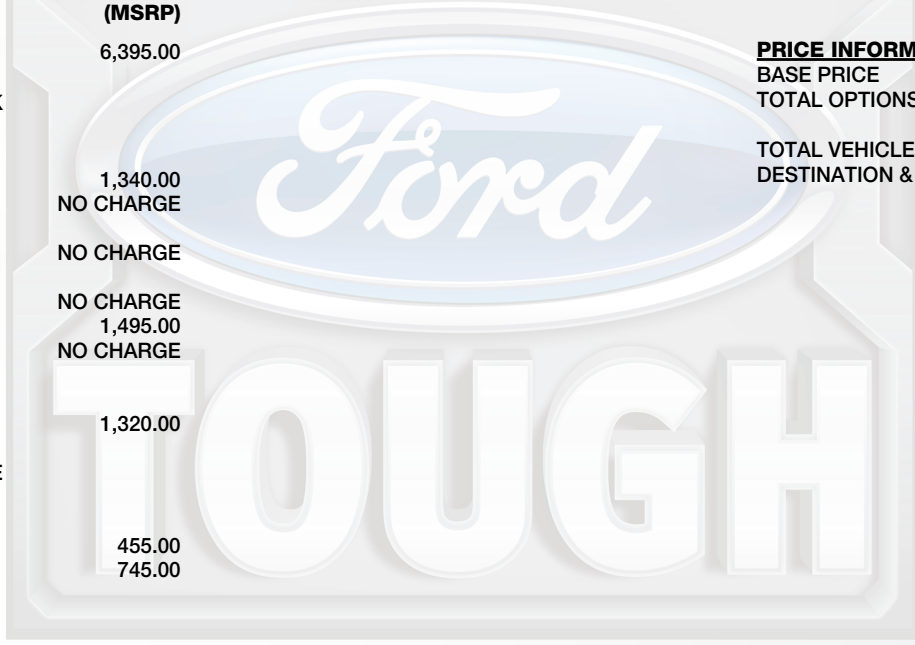 (MSRP)
6,395.00
K
1,340.00
NO CHARGE
NO CHARGE
NO CHARGE
1,495.00
NO CHARGE
1,320.00
E
455.00
745.00
PRICE INFORM
BASE PRICE
TOTAL OPTIONS
TOTAL VEHICLE
DESTINATION &
Ford
TOUGH